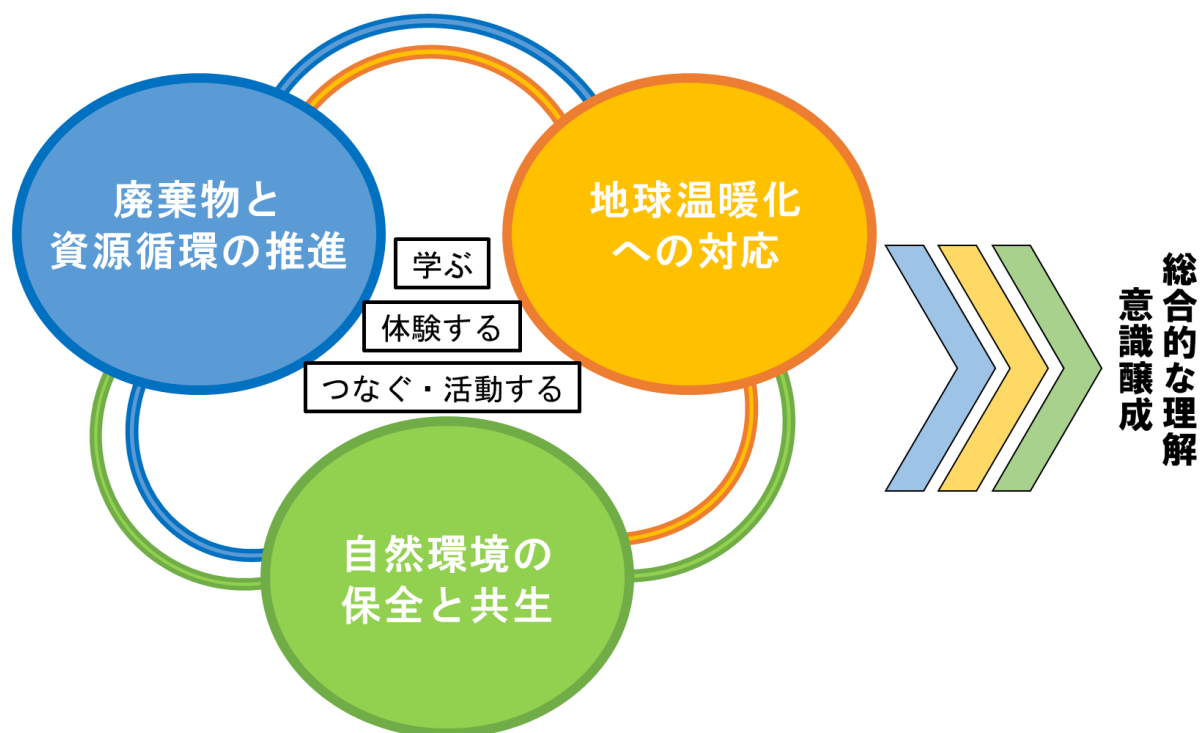 廃棄物と
資源循環の推進
地球温暖化
への対応
学ぶ
体験する
つなぐ・活動する
自然環境の
保全と共生
総合的な理解
意識醸成